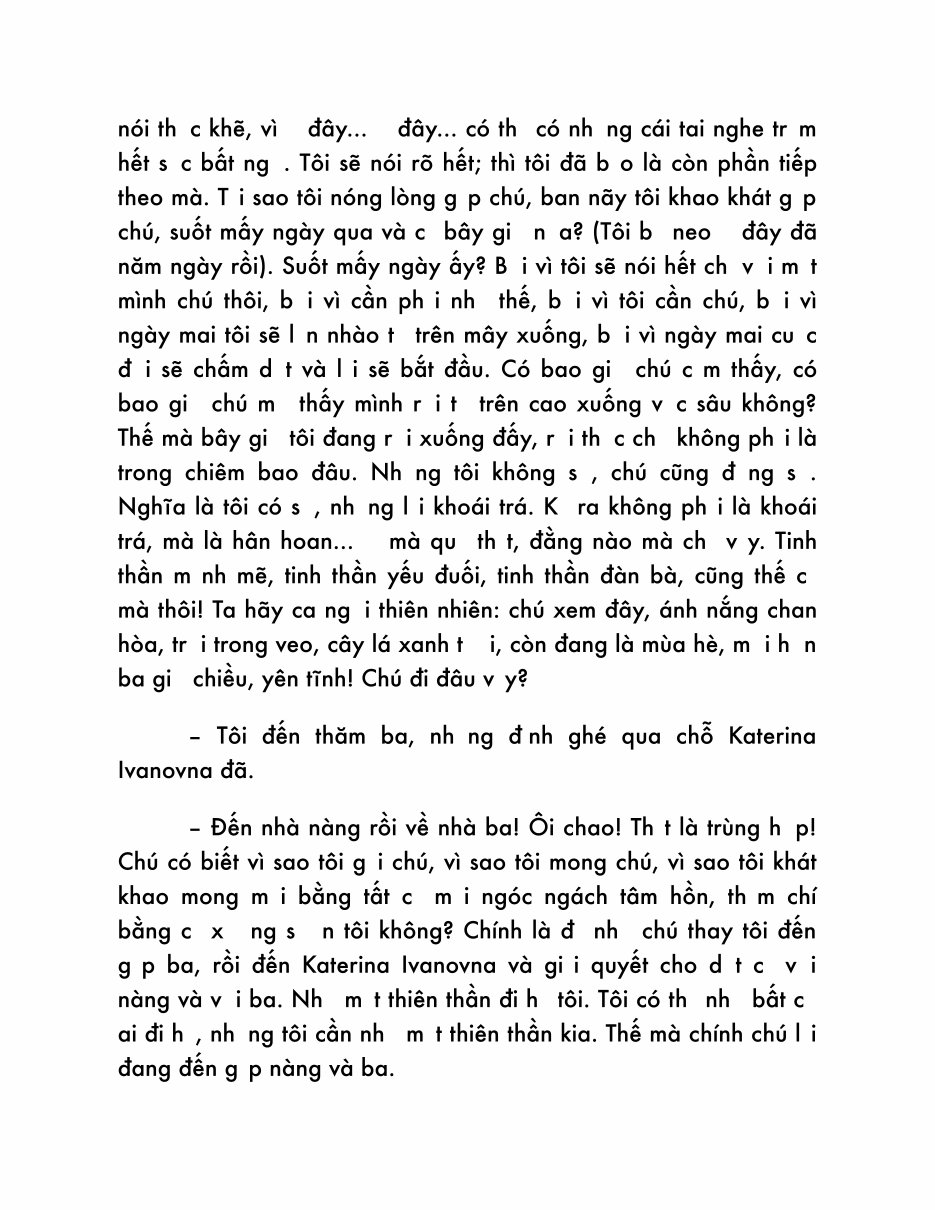 nói th c khẽ, vì   đây...   đây... có th  có nh ng cái tai nghe tr m
hết s c bất ng . Tôi sẽ nói rõ hết; thì tôi đã b o là còn phần tiếp
theo mà. T i sao tôi nóng lòng g p chú, ban nãy tôi khao khát g p
chú, suốt mấy ngày qua và c  bây gi  n a? (Tôi b  neo   đây đã
năm ngày rồi). Suốt mấy ngày ấy? B i vì tôi sẽ nói hết ch  v i m t
mình chú thôi, b i vì cần ph i nh  thế, b i vì tôi cần chú, b i vì
ngày mai tôi sẽ l n nhào t  trên mây xuống, b i vì ngày mai cu c
đ i sẽ chấm d t và l i sẽ bắt đầu. Có bao gi  chú c m thấy, có
bao gi  chú m  thấy mình r i t  trên cao xuống v c sâu không?
Thế mà bây gi  tôi đang r i xuống đấy, r i th c ch  không ph i là
trong chiêm bao đâu. Nh ng tôi không s , chú cũng đ ng s .
Nghĩa là tôi có s , nh ng l i khoái trá. K  ra không ph i là khoái
trá, mà là hân hoan...   mà qu  th t, đằng nào mà ch  v y. Tinh
thần m nh mẽ, tinh thần yếu đuối, tinh thần đàn bà, cũng thế c
mà thôi! Ta hãy ca ng i thiên nhiên: chú xem đây, ánh nắng chan
hòa, tr i trong veo, cây lá xanh t  i, còn đang là mùa hè, m i h n
ba gi  chiều, yên tĩnh! Chú đi đâu v y?
– Tôi đến thăm ba, nh ng đ nh ghé qua chỗ Katerina
Ivanovna đã.
– Đến nhà nàng rồi về nhà ba! Ôi chao! Th t là trùng h p!
Chú có biết vì sao tôi g i chú, vì sao tôi mong chú, vì sao tôi khát
khao mong m i bằng tất c  m i ngóc ngách tâm hồn, th m chí
bằng c  x  ng s  n tôi không? Chính là đ  nh  chú thay tôi đến
g p ba, rồi đến Katerina Ivanovna và gi i quyết cho d t c  v i
nàng và v i ba. Nh  m t thiên thần đi h  tôi. Tôi có th  nh  bất c
ai đi h , nh ng tôi cần nh  m t thiên thần kia. Thế mà chính chú l i
đang đến g p nàng và ba.